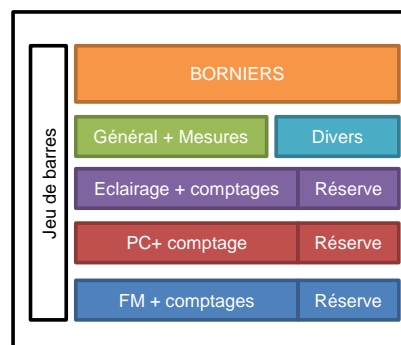 Jeu de barres
BORNIERS
Général + Mesures
Divers
Eclairage + comptages
Réserve
PC+ comptage
Réserve
FM + comptages
Réserve